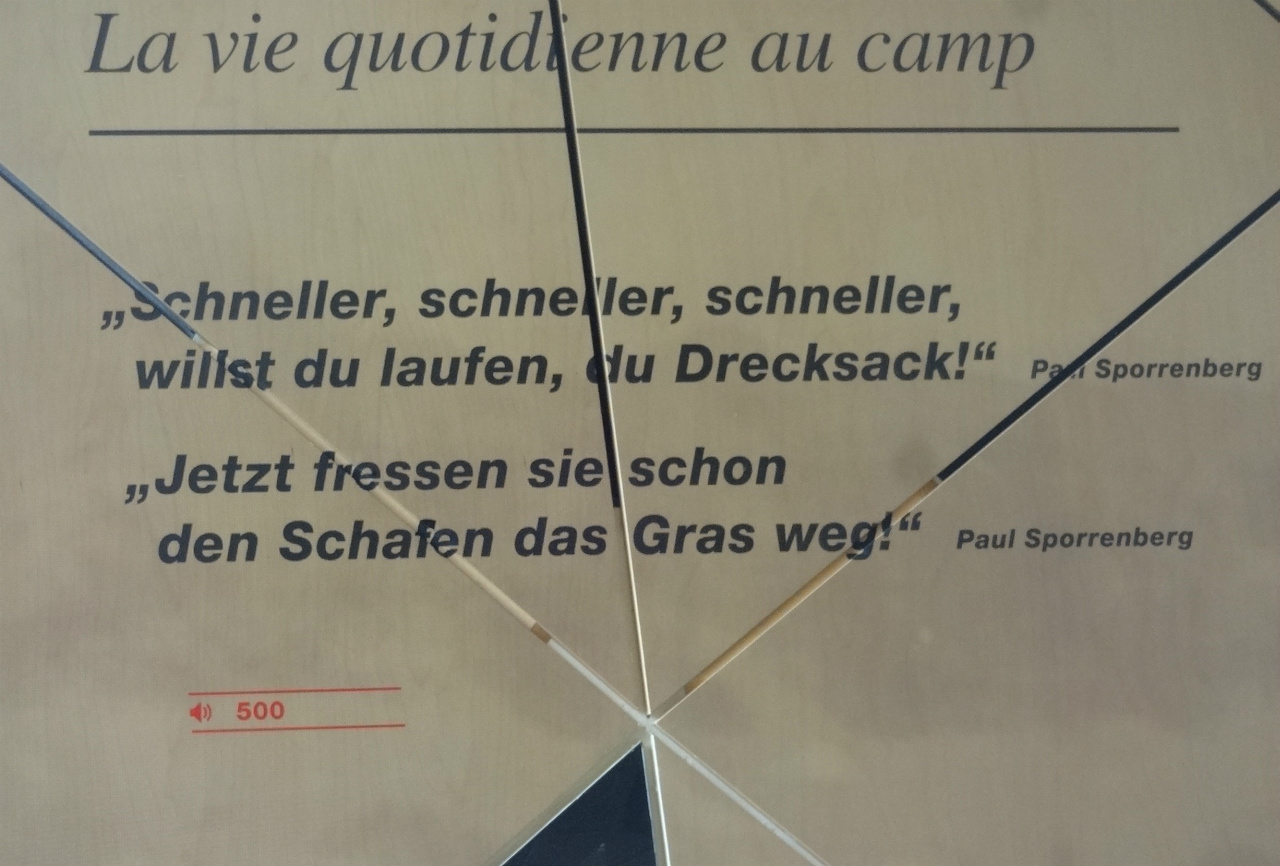 La vie quotidienne au camp
„Schneller, schneller, schneller,
willst du laufen, du Drecksack!“ Paul Sporrenberg
„Jetzt fressen sie schon
den Schafen das Gras weg!“ Paul Sporrenberg
500